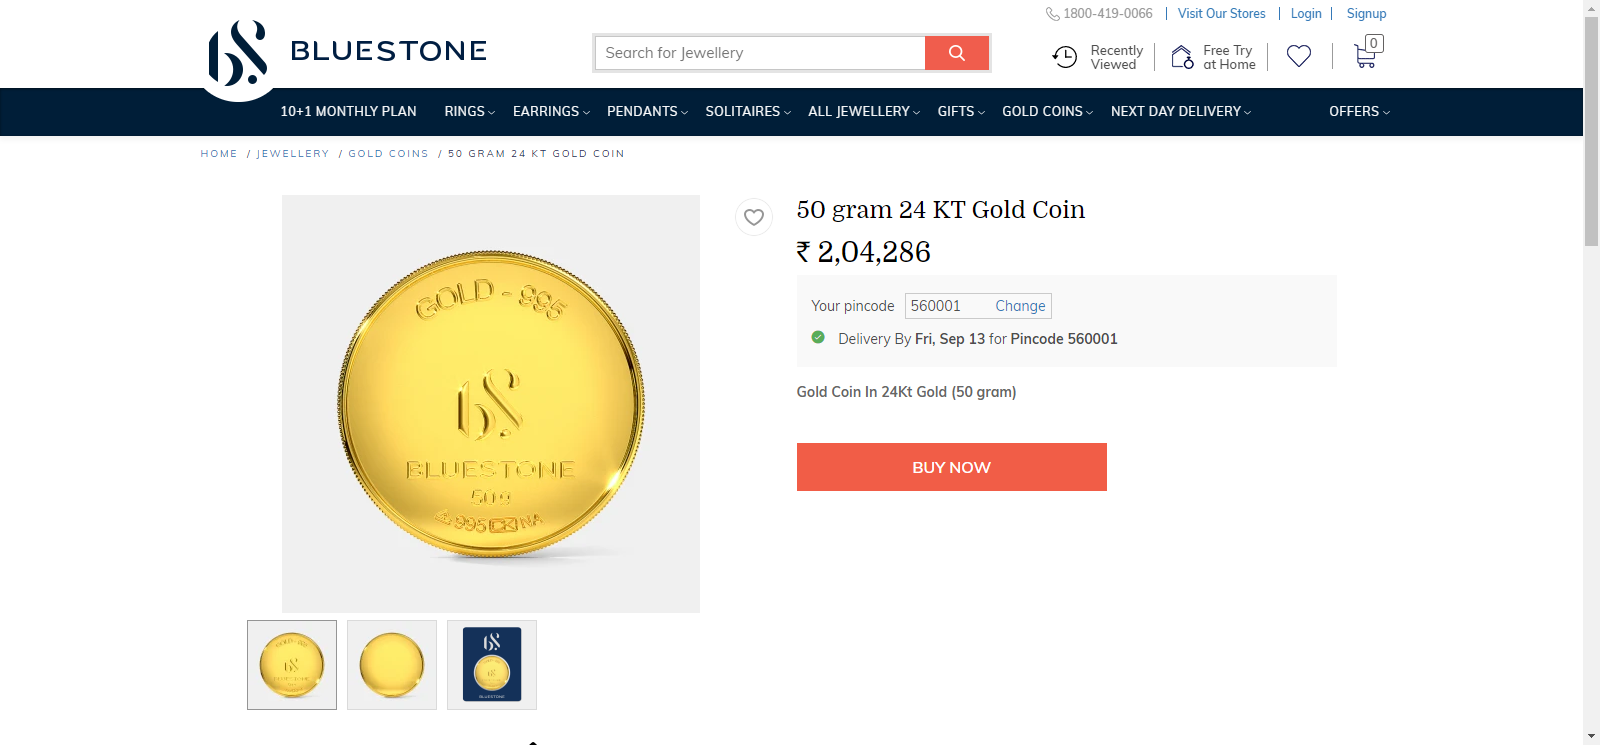 1800-419-0066 | Visit Our Stores | Login | Signup
BLUESTONE
Search for Jewellery
Recently Viewed
Free Try at Home
0
10+1 MONTHLY PLAN RINGS EARRINGS PENDANTS SOLITAIRES ALL JEWELLERY GIFTS GOLD COINS NEXT DAY DELIVERY OFFERS
HOME / JEWELLERY / GOLD COINS / 50 GRAM 24 KT GOLD COIN
GOLD - 995
BLUESTONE
50g
995 CK NA
50 gram 24 KT Gold Coin
₹ 2,04,286
Your pincode 560001 Change
Delivery By Fri, Sep 13 for Pincode 560001
Gold Coin In 24Kt Gold (50 gram)
BUY NOW
BLUESTONE